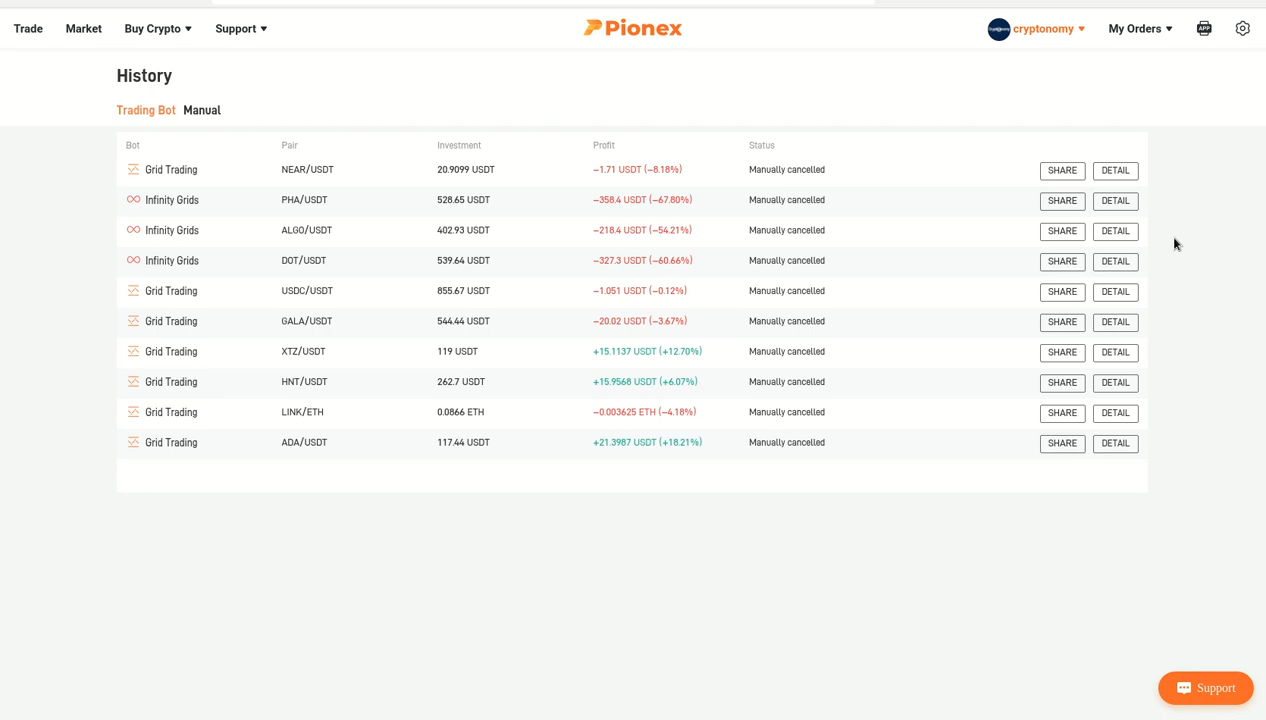 Trade Market Buy Crypto Support Pionex cryptonomy My Orders APP
History
Trading Bot Manual
Bot Pair Investment Profit Status
Grid Trading NEAR/USDT 20.9099 USDT −1.71 USDT (−8.18%) Manually cancelled SHARE DETAIL
Infinity Grids PHA/USDT 528.65 USDT −358.4 USDT (−67.80%) Manually cancelled SHARE DETAIL
Infinity Grids ALGO/USDT 402.93 USDT −218.4 USDT (−54.21%) Manually cancelled SHARE DETAIL
Infinity Grids DOT/USDT 539.64 USDT −327.3 USDT (−60.66%) Manually cancelled SHARE DETAIL
Grid Trading USDC/USDT 855.67 USDT −1.051 USDT (−0.12%) Manually cancelled SHARE DETAIL
Grid Trading GALA/USDT 544.44 USDT −20.02 USDT (−3.67%) Manually cancelled SHARE DETAIL
Grid Trading XTZ/USDT 119 USDT +15.1137 USDT (+12.70%) Manually cancelled SHARE DETAIL
Grid Trading HNT/USDT 262.7 USDT +15.9568 USDT (+6.07%) Manually cancelled SHARE DETAIL
Grid Trading LINK/ETH 0.0866 ETH −0.003625 ETH (−4.18%) Manually cancelled SHARE DETAIL
Grid Trading ADA/USDT 117.44 USDT +21.3987 USDT (+18.21%) Manually cancelled SHARE DETAIL
Support